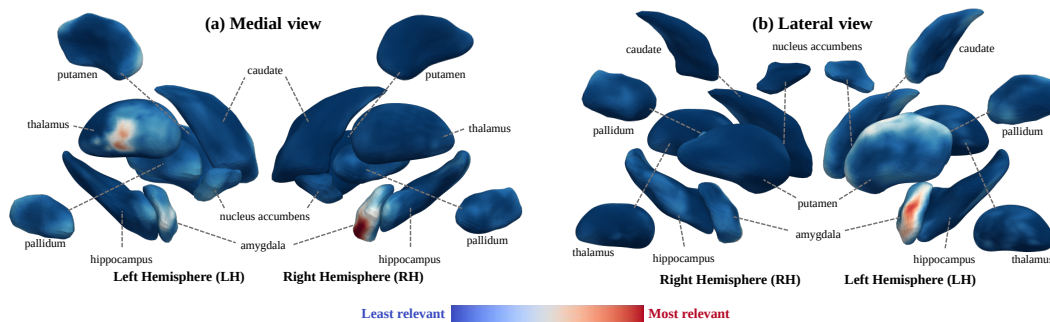 (a) Medial view
putamen
caudate
putamen
thalamus
thalamus
nucleus accumbens
pallidum
amygdala
pallidum
hippocampus
hippocampus
Left Hemisphere (LH)
Right Hemisphere (RH)
(b) Lateral view
caudate
nucleus accumbens
caudate
pallidum
pallidum
putamen
amygdala
thalamus
hippocampus
hippocampus
thalamus
Right Hemisphere (RH)
Left Hemisphere (LH)
Least relevant
Most relevant